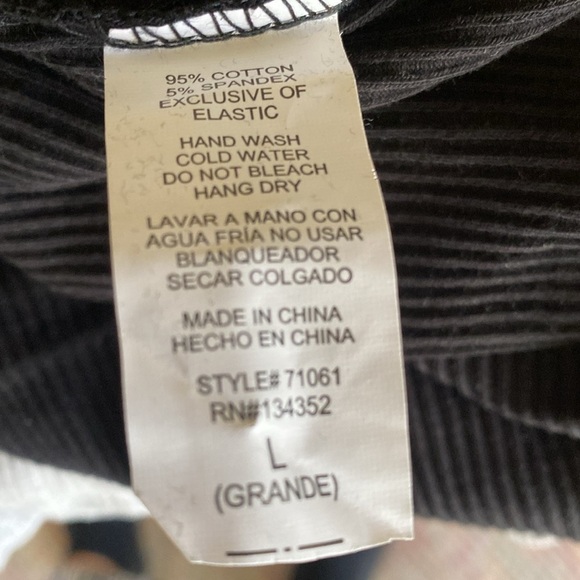 95% COTTON
5% SPANDEX
EXCLUSIVE OF
ELASTIC
HAND WASH
COLD WATER
DO NOT BLEACH
HANG DRY
LAVAR A MANO CON
AGUA FRÍA NO USAR
BLANQUEADOR
SECAR COLGADO
MADE IN CHINA
HECHO EN CHINA
STYLE# 71061
RN#134352
L
(GRANDE)